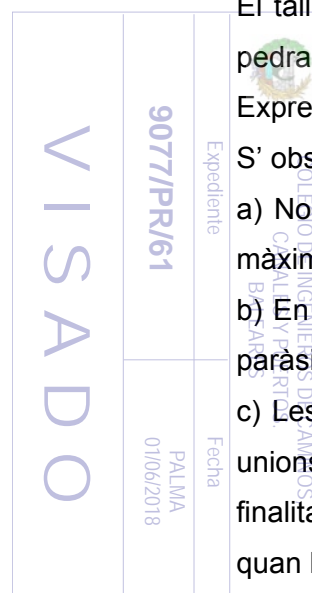 El tall
pedra
Expre
S' obs
a) No
màxim
b) En
paràsi
c) Les
unions
finalita
quan
VISADO
9077/PR/61
Expediente
Fecha
PALMA
01/06/2018
COLEGIO DE INGENIEROS DE CAMINOS
CANALES Y PUERTOS
BALEARES